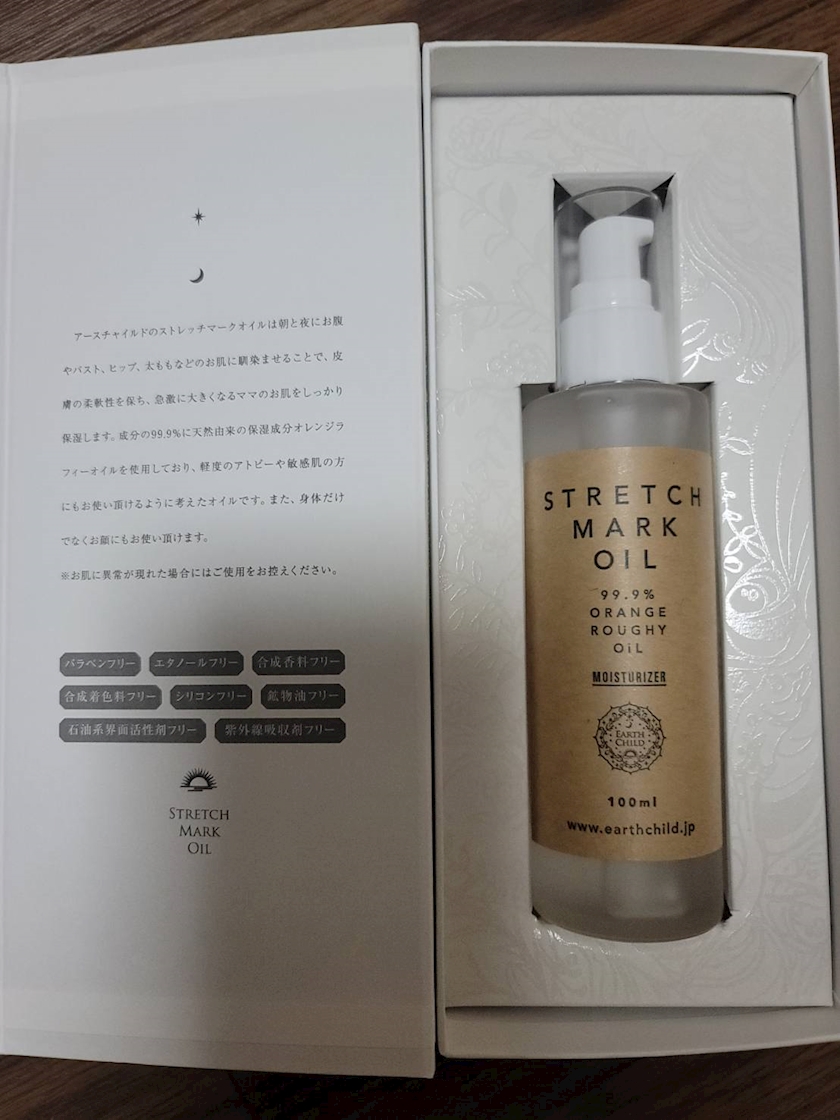 アースチャイルドのストレッチマークオイルは朝と夜にお腹
やバスト、ヒップ、太ももなどのお肌に馴染ませることで、皮
膚の柔軟性を保ち、急激に大きくなるママのお肌をしっかり
保湿します。成分の99.9%に天然由来の保湿成分オレンジラ
フィーオイルを使用しており、軽度のアトピーや敏感肌の方
にもお使い頂けるように考えたオイルです。また、身体だけ
でなくお顔にもお使い頂けます。
※お肌に異常が現れた場合にはご使用をお控えください。
パラベンフリー エタノールフリー 合成香料フリー
合成着色料フリー シリコンフリー 鉱物油フリー
石油系界面活性剤フリー 紫外線吸収剤フリー
STRETCH
MARK
OIL
STRETCH
MARK
OIL
99.9%
ORANGE
ROUGHY
OiL
MOISTURIZER
EARTH
CHILD
100ml
www.earthchild.jp